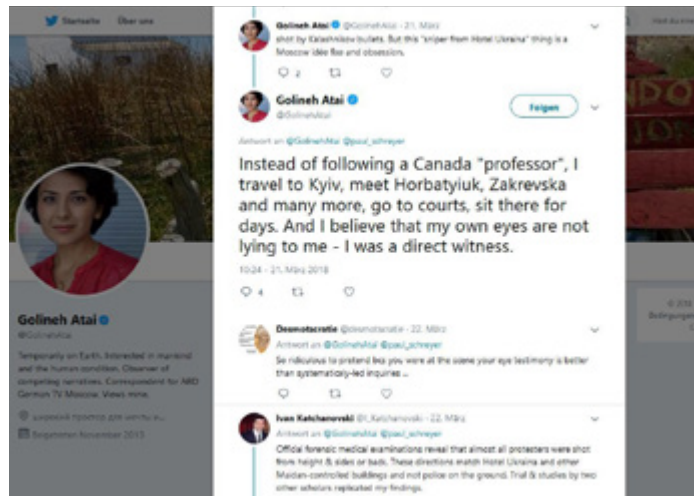 Startseite Über uns
Golineh Atai @GolinehAtai · 21. März
shot by Kalashnikov bullets. But this "sniper from Hotel Ukraina" thing is a
Moscow idée fixe and obsession.
2
Golineh Atai
@GolinehAtai
Folgen
Antwort an @GolinehAtai @paul_schreyer
Instead of following a Canada "professor", I
travel to Kyiv, meet Horbatyiuk, Zakrevska
and many more, go to courts, sit there for
days. And I believe that my own eyes are not
lying to me - I was a direct witness.
10:24 - 21. März 2018
4
Golineh Atai
@GolinehAtai
Temporarily on Earth. Interested in mankind
and the human condition. Observer of
competing narratives. Correspondent for
German TV Moscow. Views mine.
Beigetreten November 2013
Desmotscratie @desmotscratie · 22. März
Antwort an @GolinehAtai @paul_schreyer
So ridiculous to pretend bcs you were at the scene your eye testimony is better
than systematicaly-led inquiries ...
Ivan Katchanovski @I_Katchanovski · 22. März
Antwort an @GolinehAtai @paul_schreyer
Official forensic medical examinations reveal that almost all protesters were shot
from height & sides or back. These directions match Hotel Ukraina and other
Maidan-controlled buildings and not police on the ground. Trial & studies by two
other scholars replicated my findings.
© 2018